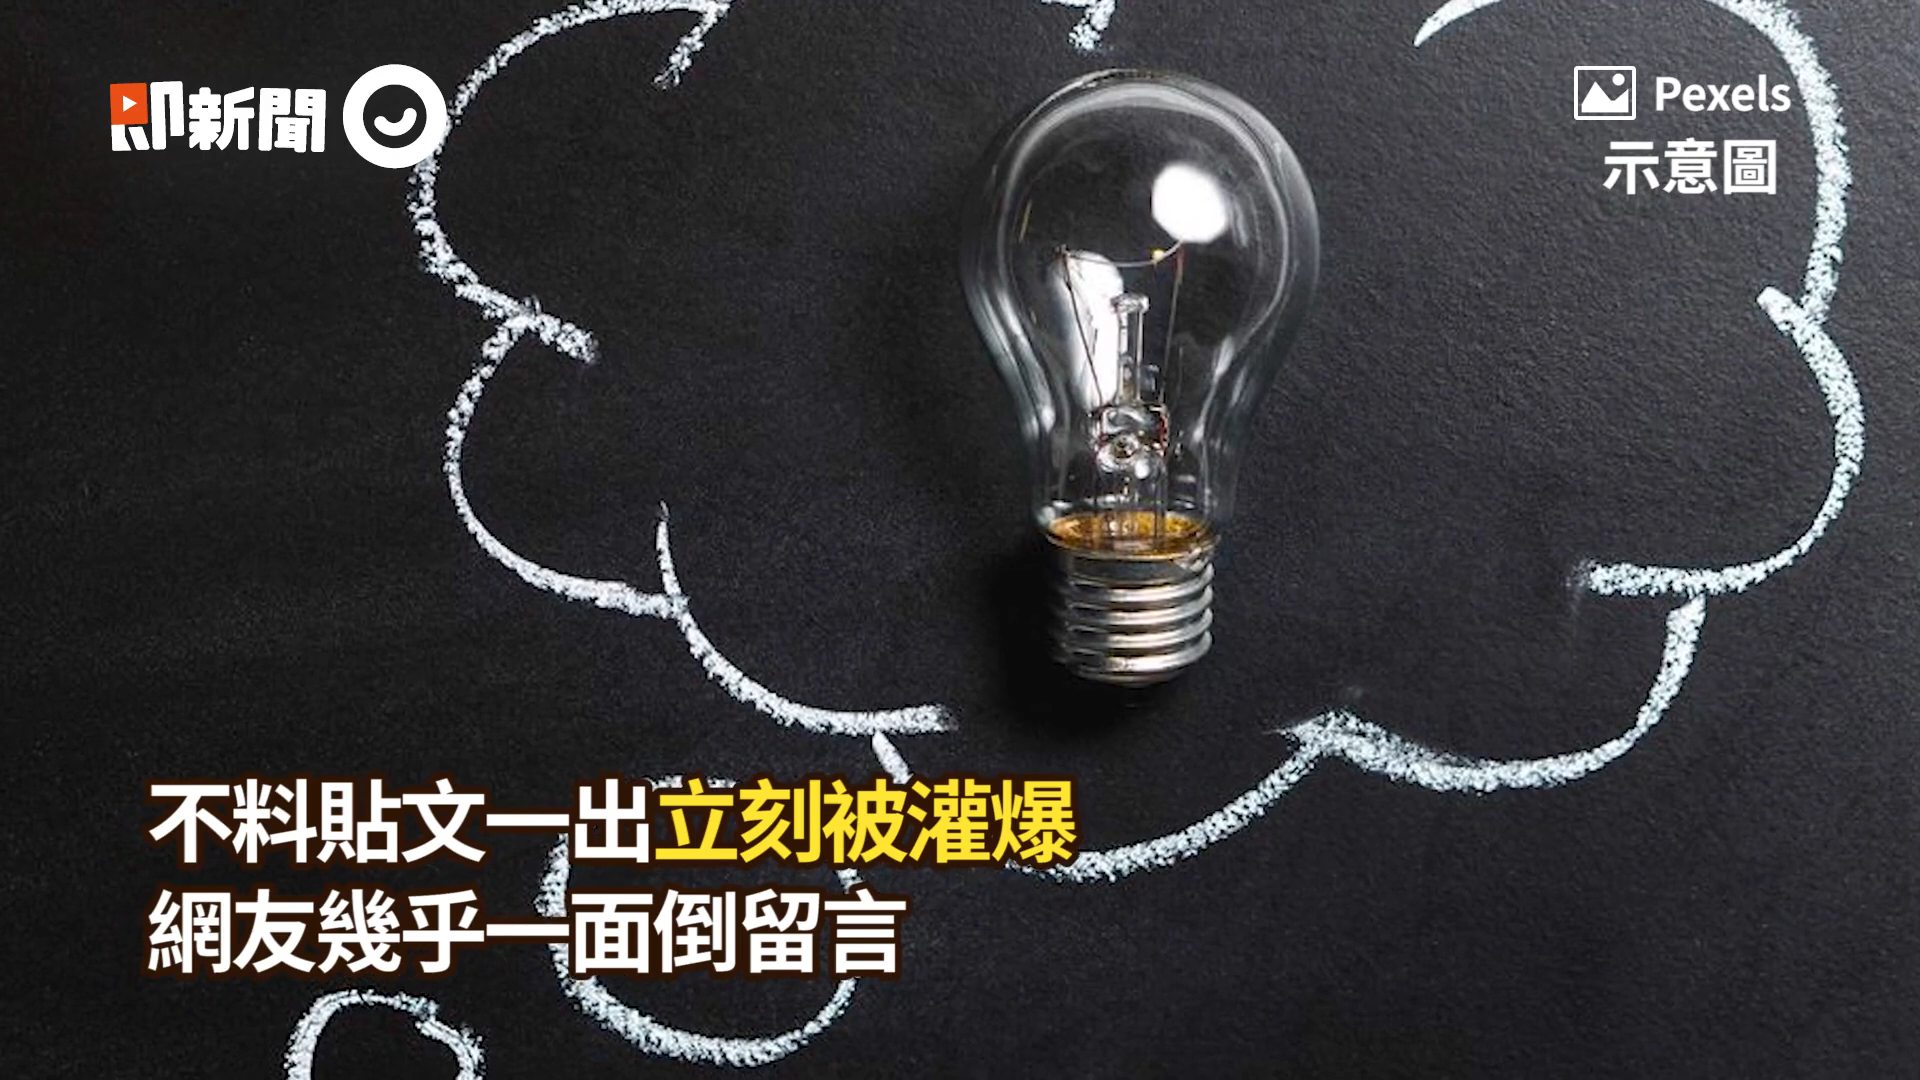 即新聞
Pexels
示意圖
不料貼文一出立刻被灌爆
網友幾乎一面倒留言